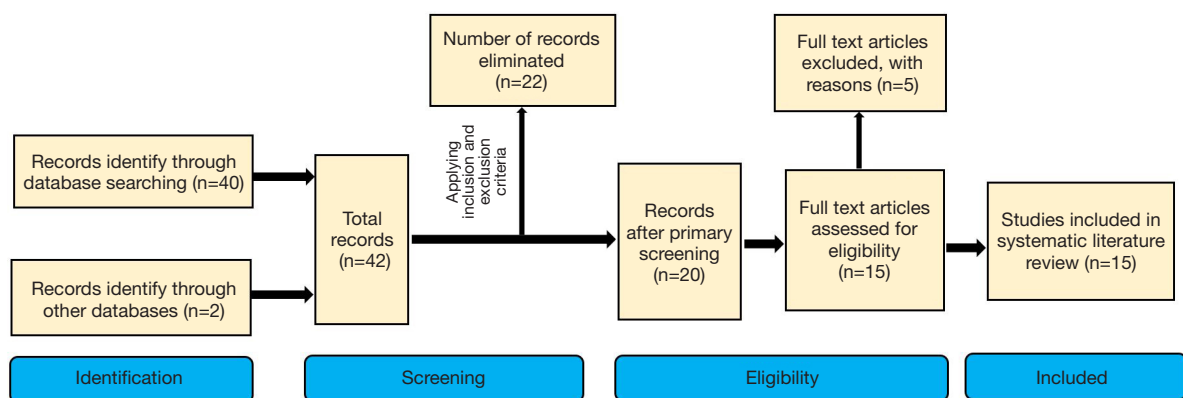 Records identify through
database searching (n=40)
Records identify through
other databases (n=2)
Total
records
(n=42)
Applying
inclusion and
exclusion
criteria
Number of records
eliminated
(n=22)
Records
after primary
screening
(n=20)
Full text articles
excluded, with
reasons (n=5)
Full text articles
assessed for
eligibility
(n=15)
Studies included in
systematic literature
review (n=15)
Identification
Screening
Eligibility
Included